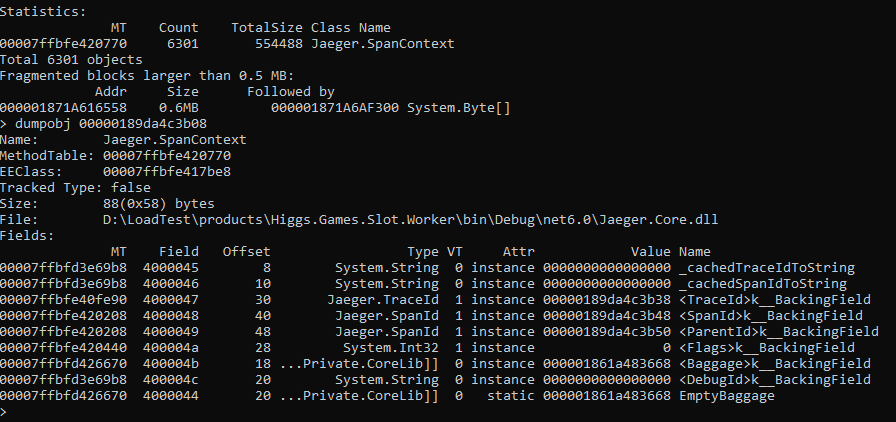 Statistics:
              MT    Count    TotalSize Class Name
00007ffbfe420770     6301       554488 Jaeger.SpanContext
Total 6301 objects
Fragmented blocks larger than 0.5 MB:
            Addr     Size      Followed by
000001871A616558    0.6MB         000001871A6AF300 System.Byte[]
> dumpobj 00000189da4c3b08
Name:        Jaeger.SpanContext
MethodTable: 00007ffbfe420770
EEClass:     00007ffbfe417be8
Tracked Type: false
Size:        88(0x58) bytes
File:        D:\LoadTest\products\Higgs.Games.Slot.Worker\bin\Debug\net6.0\Jaeger.Core.dll
Fields:
              MT    Field   Offset                 Type VT     Attr            Value Name
00007ffbfd3e69b8  4000045        8        System.String  0 instance 0000000000000000 _cachedTraceIdToString
00007ffbfd3e69b8  4000046       10        System.String  0 instance 0000000000000000 _cachedSpanIdToString
00007ffbfe40fe90  4000047       30       Jaeger.TraceId  1 instance 00000189da4c3b38 <TraceId>k__BackingField
00007ffbfe420208  4000048       40        Jaeger.SpanId  1 instance 00000189da4c3b48 <SpanId>k__BackingField
00007ffbfe420208  4000049       48        Jaeger.SpanId  1 instance 00000189da4c3b50 <ParentId>k__BackingField
00007ffbfe420440  400004a       28         System.Int32  1 instance                0 <Flags>k__BackingField
00007ffbfd426670  400004b       18 ...Private.CoreLib]]  0 instance 000001861a483668 <Baggage>k__BackingField
00007ffbfd3e69b8  400004c       20        System.String  0 instance 0000000000000000 <DebugId>k__BackingField
00007ffbfd426670  4000044       20 ...Private.CoreLib]]  0   static 000001861a483668 EmptyBaggage
>